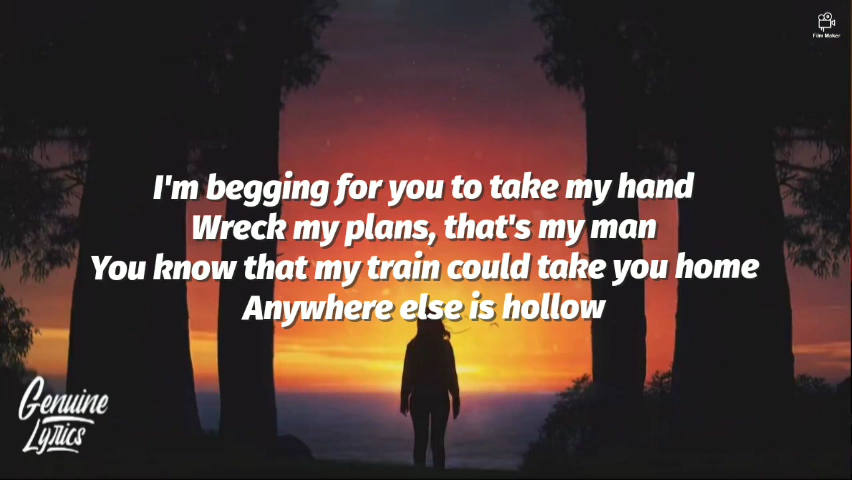 Film Maker
I'm begging for you to take my hand
Wreck my plans, that's my man
You know that my train could take you home
Anywhere else is hollow
Genuine
Lyrics